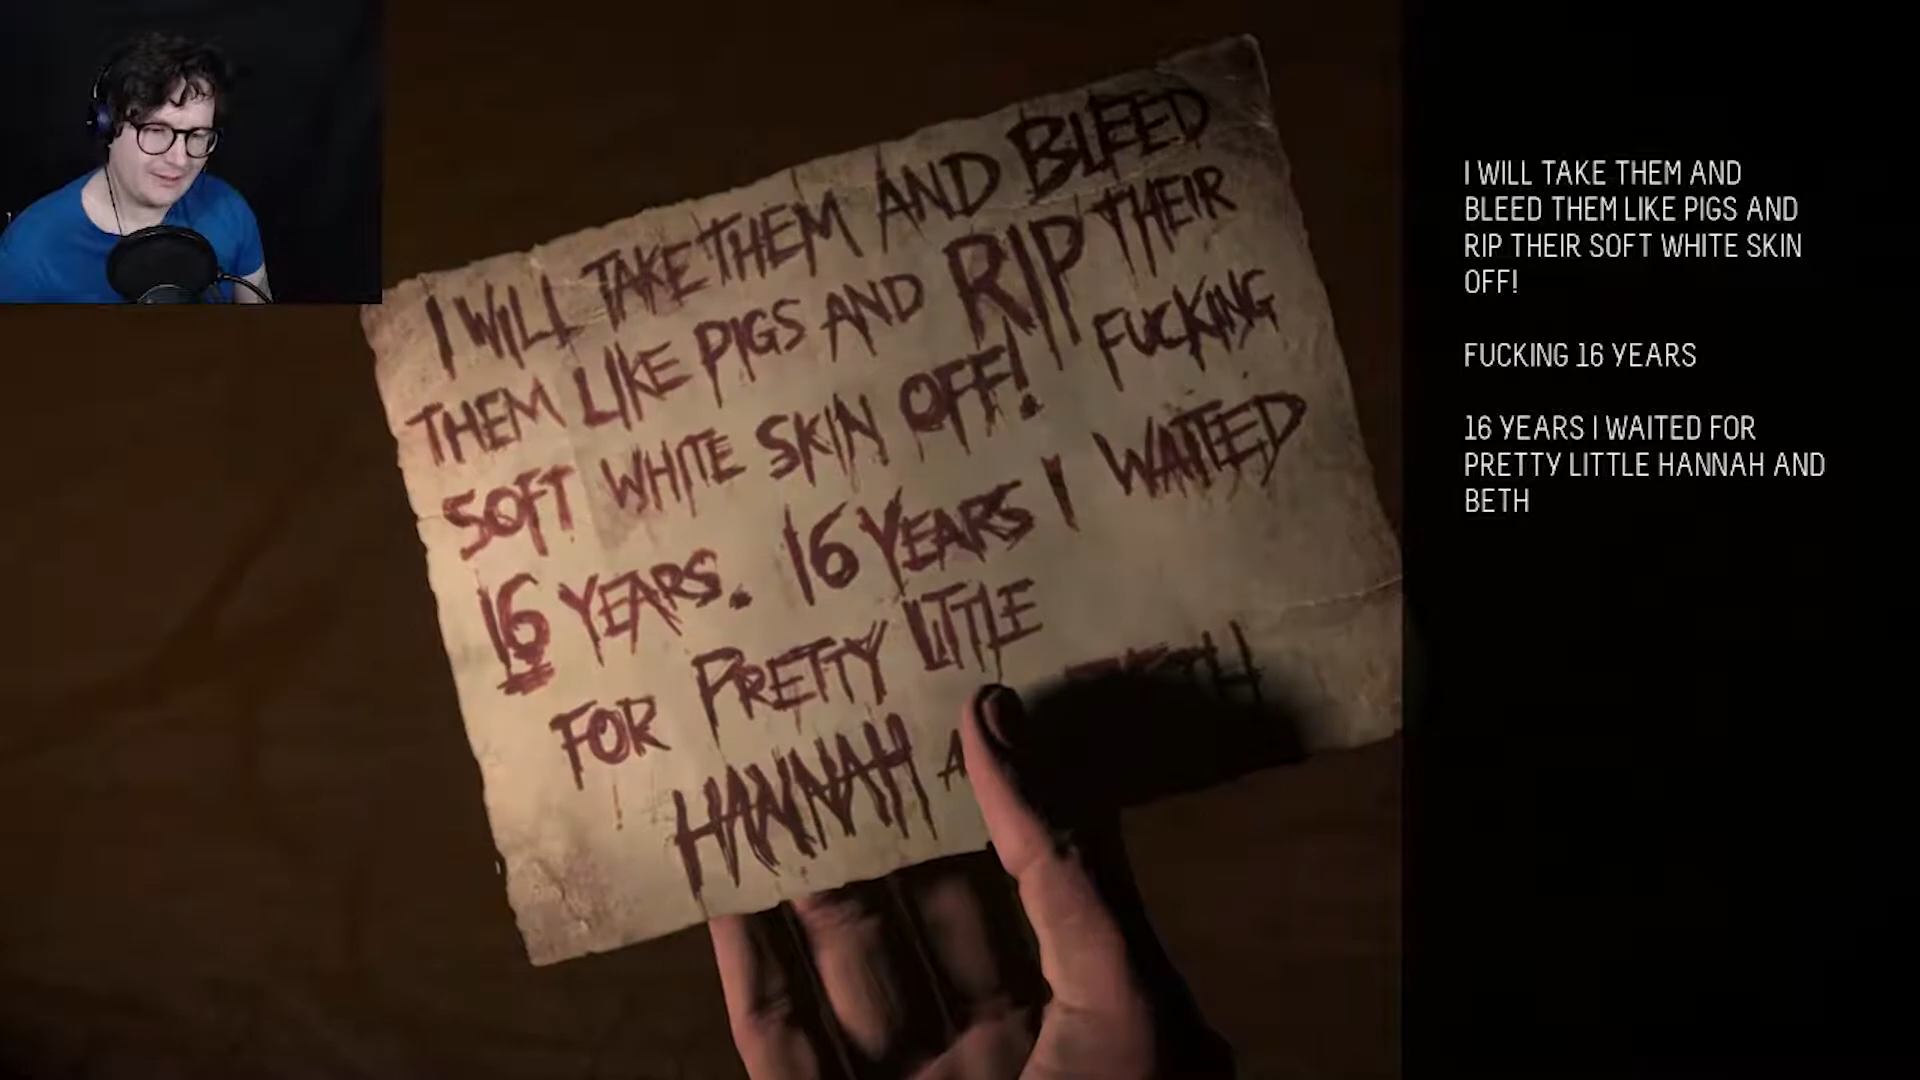 I WILL TAKE THEM AND BLEED
THEM LIKE PIGS AND RIP THEIR
SOFT WHITE SKIN OFF! FUCKING
16 YEARS. 16 YEARS I WAITED
FOR PRETTY LITTLE
HANNAH
I WILL TAKE THEM AND
BLEED THEM LIKE PIGS AND
RIP THEIR SOFT WHITE SKIN
OFF!
FUCKING 16 YEARS
16 YEARS I WAITED FOR
PRETTY LITTLE HANNAH AND
BETH